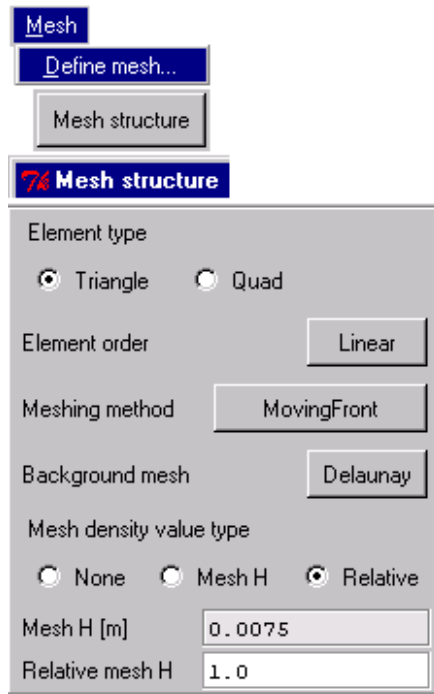 Mesh
Define mesh...
Mesh structure
Mesh structure
Element type
Triangle Quad
Element order Linear
Meshing method MovingFront
Background mesh Delaunay
Mesh density value type
None Mesh H Relative
Mesh H [m] 0.0075
Relative mesh H 1.0